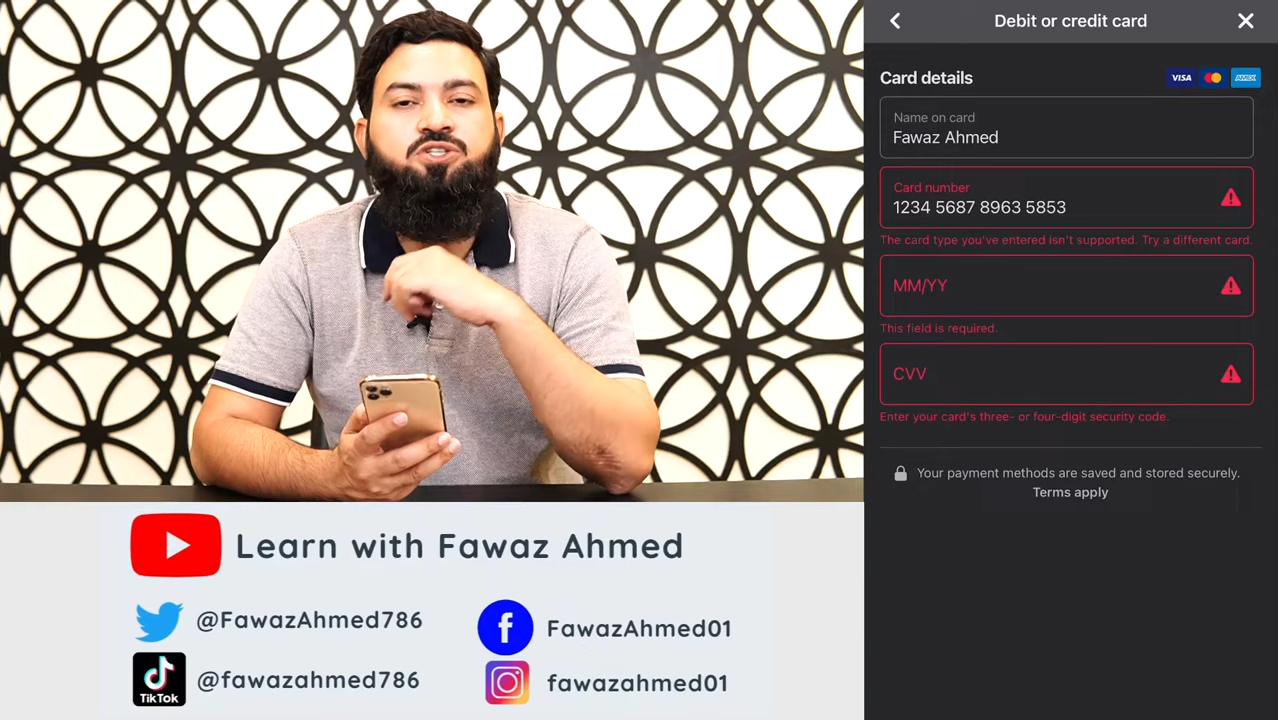 Debit or credit card
Card details
VISA
AMEX
Name on card
Fawaz Ahmed
Card number
1234 5687 8963 5853
The card type you've entered isn't supported. Try a different card.
MM/YY
This field is required.
CVV
Enter your card's three- or four-digit security code.
Your payment methods are saved and stored securely.
Terms apply
Learn with Fawaz Ahmed
@FawazAhmed786
FawazAhmed01
TikTok
@fawazahmed786
fawazahmed01